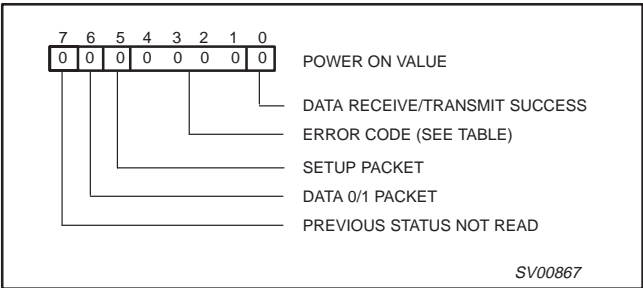 7 6 5 4 3 2 1 0
0 0 0 0 0 0 0 0 POWER ON VALUE
DATA RECEIVE/TRANSMIT SUCCESS
ERROR CODE (SEE TABLE)
SETUP PACKET
DATA 0/1 PACKET
PREVIOUS STATUS NOT READ
SV00867